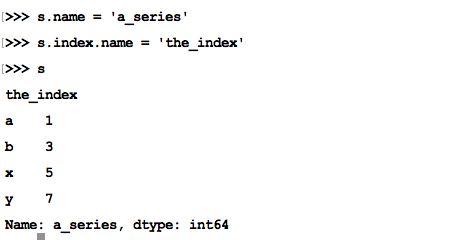 >>> s.name = 'a_series'
>>> s.index.name = 'the_index'
>>> s
the_index
a    1
b    3
x    5
y    7
Name: a_series, dtype: int64